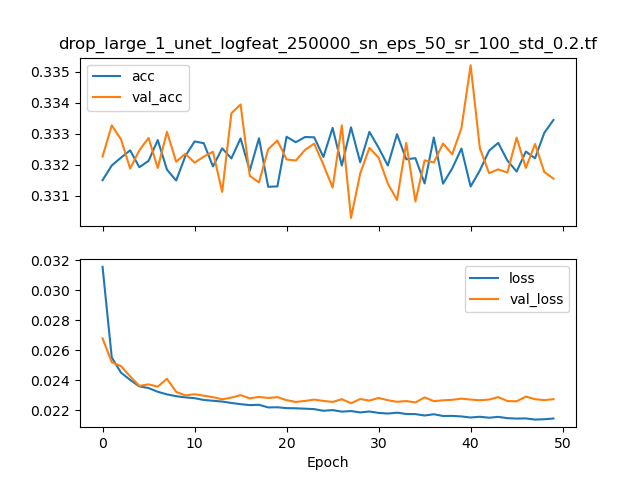 drop_large_1_unet_logfeat_250000_sn_eps_50_sr_100_std_0.2.tf
0.335
0.334
0.333
0.332
0.331
acc
val_acc
0.032
0.030
0.028
0.026
0.024
0.022
loss
val_loss
0 10 20 30 40 50
Epoch